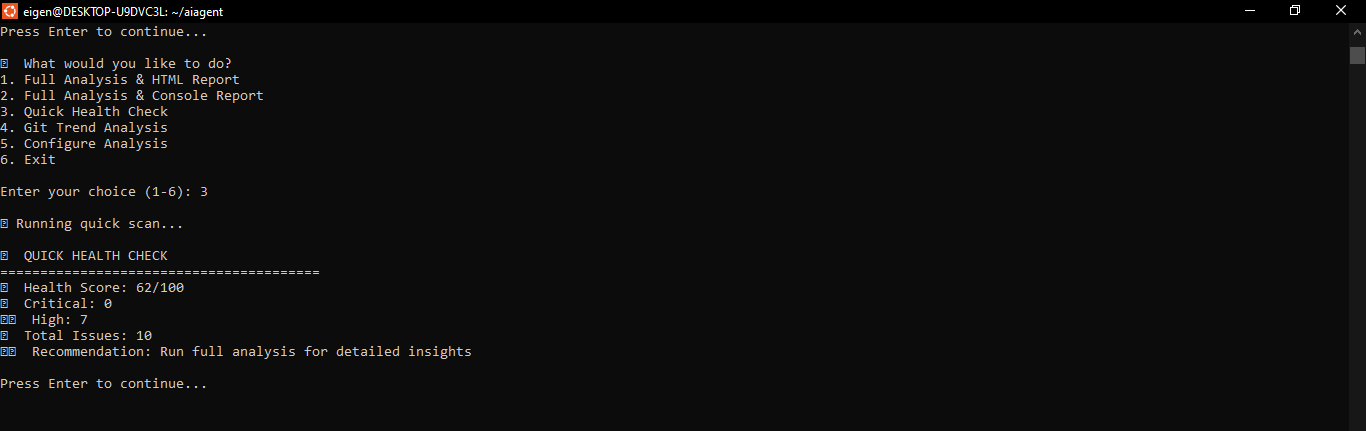 eigen@DESKTOP-U9DVC3L: ~/aiagent
Press Enter to continue...
What would you like to do?
1. Full Analysis & HTML Report
2. Full Analysis & Console Report
3. Quick Health Check
4. Git Trend Analysis
5. Configure Analysis
6. Exit
Enter your choice (1-6): 3
Running quick scan...
QUICK HEALTH CHECK
========================================
Health Score: 62/100
Critical: 0
High: 7
Total Issues: 10
Recommendation: Run full analysis for detailed insights
Press Enter to continue...